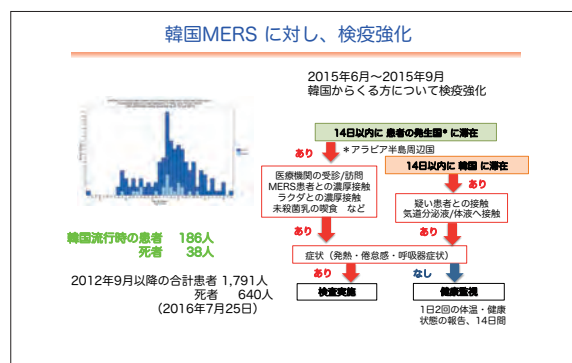 韓国MERS に対し、検疫強化
2015年6月〜2015年9月
韓国からくる方について検疫強化
14日以内に 患者の発生国* に滞在
あり
*アラビア半島周辺国
14日以内に 韓国 に滞在
あり
医療機関の受診/訪問
MERS患者との濃厚接触
ラクダとの濃厚接触
未殺菌乳の喫食 など
疑い患者との接触
気道分泌液/体液へ接触
あり
あり
症状（発熱・倦怠感・呼吸器症状）
あり
なし
検査実施
健康監視
1日2回の体温・健康
状態の報告、14日間
韓国流行時の患者 186人
死者 38人
2012年9月以降の合計患者 1,791人
死者 640人
（2016年7月25日）